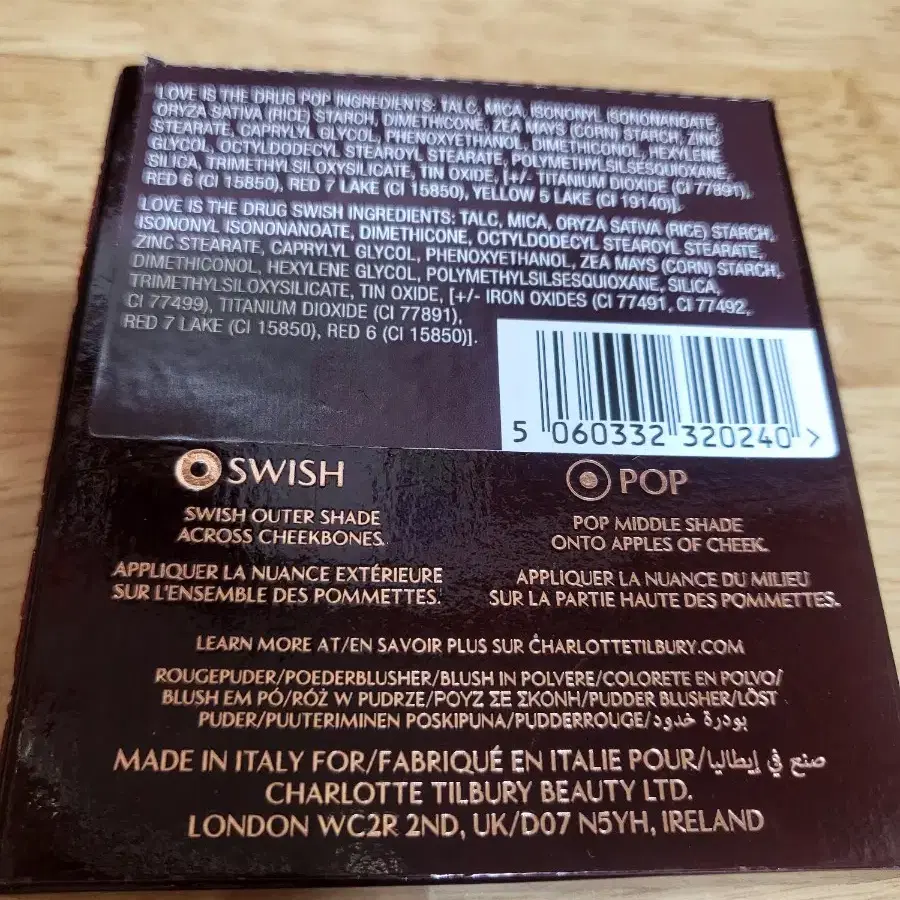 LOVE IS THE DRUG POP INGREDIENTS: TALC, MICA, ISONONYL ISONONANOATE,
ORYZA SATIVA (RICE) STARCH, DIMETHICONE, ZEA MAYS (CORN) STARCH, ZINC
STEARATE, CAPRYLYL GLYCOL, PHENOXYETHANOL, DIMETHICONOL, HEXYLENE
GLYCOL, OCTYLDODECYL STEAROYL STEARATE, POLYMETHYLSILSESQUIOXANE,
SILICA, TRIMETHYLSILOXYSILICATE, TIN OXIDE, [+/- TITANIUM DIOXIDE (CI 77891),
RED 6 (CI 15850), RED 7 LAKE (CI 15850), YELLOW 5 LAKE (CI 19140)].
LOVE IS THE DRUG SWISH INGREDIENTS: TALC, MICA, ORYZA SATIVA (RICE) STARCH,
ISONONYL ISONONANOATE, DIMETHICONE, OCTYLDODECYL STEAROYL STEARATE,
ZINC STEARATE, CAPRYLYL GLYCOL, PHENOXYETHANOL, ZEA MAYS (CORN) STARCH,
DIMETHICONOL, HEXYLENE GLYCOL, POLYMETHYLSILSESQUIOXANE, SILICA,
TRIMETHYLSILOXYSILICATE, TIN OXIDE, [+/- IRON OXIDES (CI 77491, CI 77492,
CI 77499), TITANIUM DIOXIDE (CI 77891),
RED 7 LAKE (CI 15850), RED 6 (CI 15850)].
5 060332 320240 >
SWISH
SWISH OUTER SHADE
ACROSS CHEEKBONES.
APPLIQUER LA NUANCE EXTÉRIEURE
SUR L'ENSEMBLE DES POMMETTES.
POP
POP MIDDLE SHADE
ONTO APPLES OF CHEEK.
APPLIQUER LA NUANCE DU MILIEU
SUR LA PARTIE HAUTE DES POMMETTES.
LEARN MORE AT/EN SAVOIR PLUS SUR CHARLOTTETILBURY.COM
ROUGEPUDER/POEDERBLUSHER/BLUSH IN POLVERE/COLORETE EN POLVO/
BLUSH EM PÓ/RÓŻ W PUDRZE/ΡΟΥΖ ΣΕ ΣΚΟΝΗ/PUDDER BLUSHER/LÖST
PUDER/PUUTERIMINEN POSKIPUNA/PUDDERROUGE/بودرة خدود
MADE IN ITALY FOR/FABRIQUÉ EN ITALIE POUR/صنع في إيطاليا
CHARLOTTE TILBURY BEAUTY LTD.
LONDON WC2R 2ND, UK/D07 N5YH, IRELAND